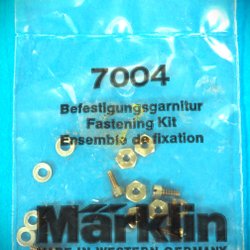 7004
Befestigungsgarnitur
Fastening Kit
Ensemble de fixation
Märklin
MADE IN WESTERN GERMANY